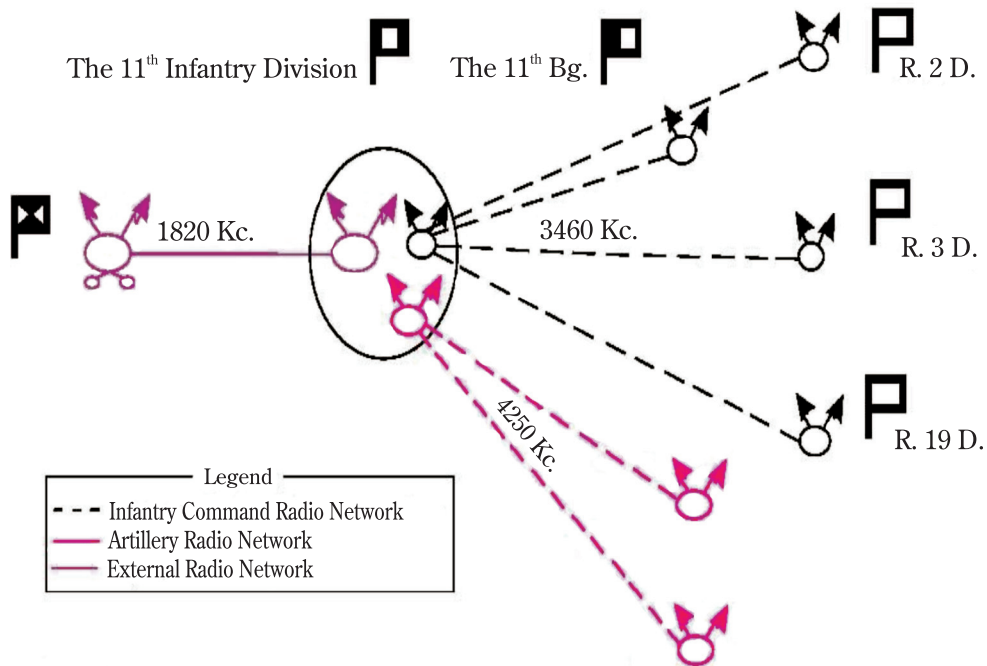 The 11th Infantry Division
The 11th Bg.
R. 2 D.
1820 Kc.
3460 Kc.
R. 3 D.
4250 Kc.
R. 19 D.
Legend
Infantry Command Radio Network
Artillery Radio Network
External Radio Network